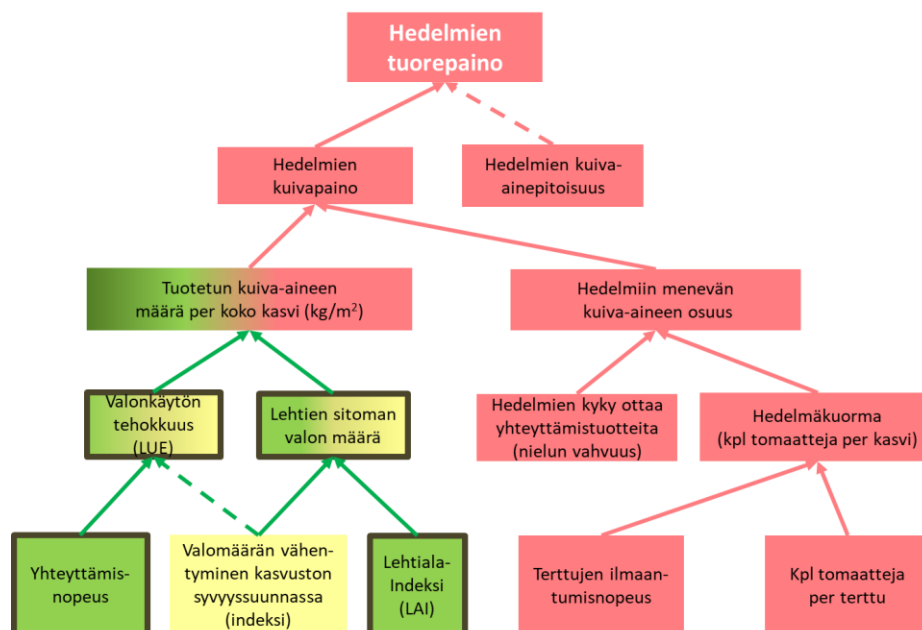 Hedelmien
tuorepaino
Hedelmien
kuivapaino
Hedelmien kuiva-
ainepitoisuus
Tuotetun kuiva-aineen
määrä per koko kasvi (kg/m²)
Hedelmiin menevän
kuiva-aineen osuus
Valonkäytön
tehokkuus
(LUE)
Lehtien sitoman
valon määrä
Hedelmien kyky ottaa
yhteyttämistuotteita
(nielun vahvuus)
Hedelmäkuorma
(kpl tomaatteja per kasvi)
Yhteyttämis-
nopeus
Valomäärän vähen-
tyminen kasvuston
syvyyssuunnassa
(indeksi)
Lehtiala-
Indeksi
(LAI)
Terttujen ilmaan-
tumisnopeus
Kpl tomaatteja
per terttu